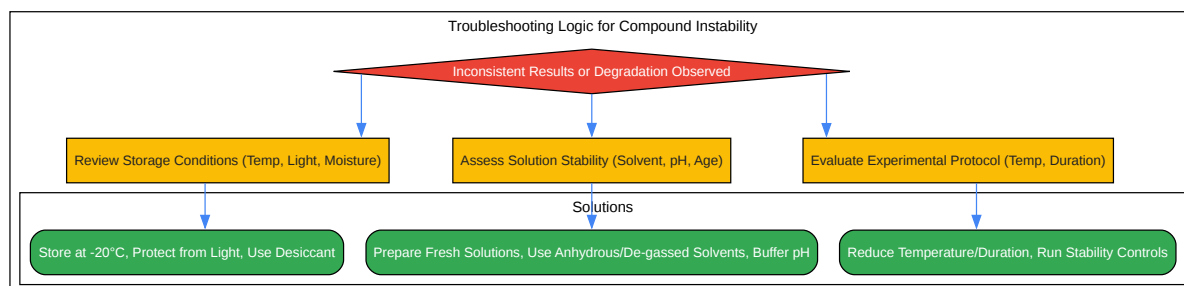 Troubleshooting Logic for Compound Instability
Inconsistent Results or Degradation Observed
Review Storage Conditions (Temp, Light, Moisture)
Assess Solution Stability (Solvent, pH, Age)
Evaluate Experimental Protocol (Temp, Duration)
Solutions
Store at -20°C, Protect from Light, Use Desiccant
Prepare Fresh Solutions, Use Anhydrous/De-gassed Solvents, Buffer pH
Reduce Temperature/Duration, Run Stability Controls